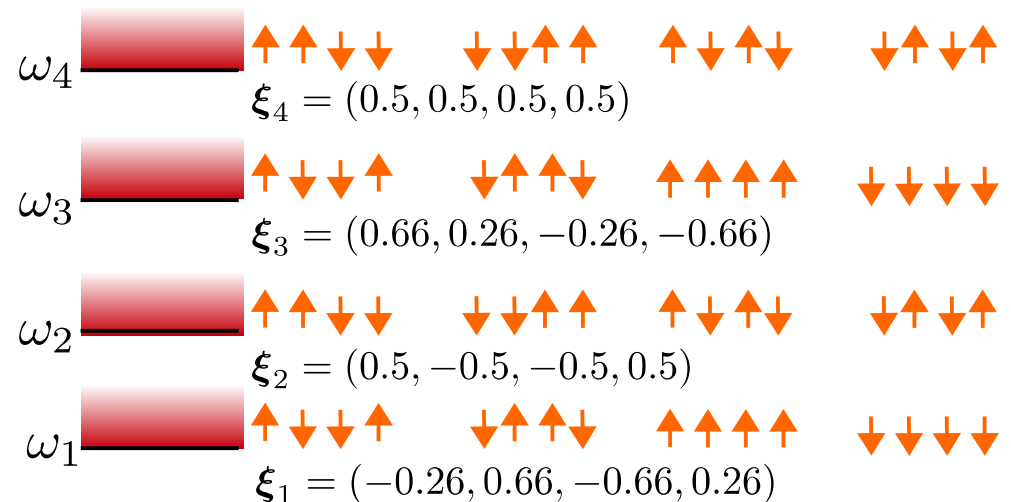 ω₄
𝝃₄ = (0.5, 0.5, 0.5, 0.5)
ω₃
𝝃₃ = (0.66, 0.26, −0.26, −0.66)
ω₂
𝝃₂ = (0.5, −0.5, −0.5, 0.5)
ω₁
𝝃₁ = (−0.26, 0.66, −0.66, 0.26)